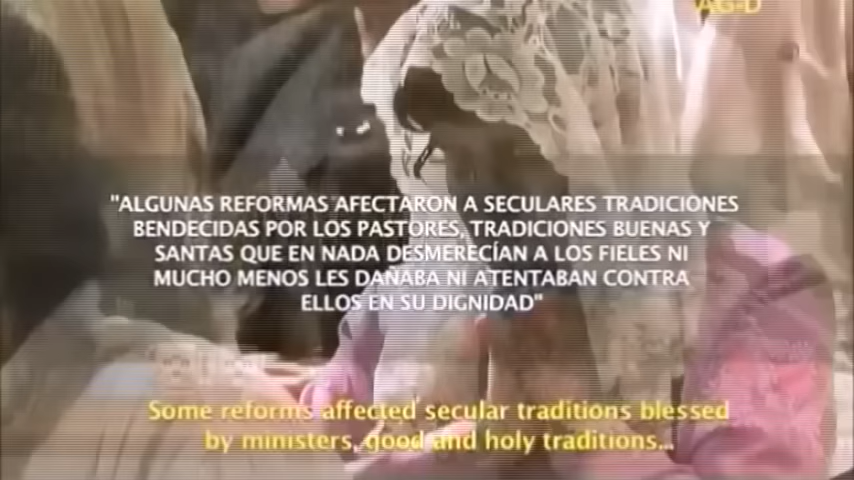 AG-D
"ALGUNAS REFORMAS AFECTARON A SECULARES TRADICIONES
BENDECIDAS POR LOS PASTORES, TRADICIONES BUENAS Y
SANTAS QUE EN NADA DESMERECÍAN A LOS FIELES NI
MUCHO MENOS LES DAÑABA NI ATENTABAN CONTRA
ELLOS EN SU DIGNIDAD"
Some reforms affected secular traditions blessed
by ministers, good and holy traditions...